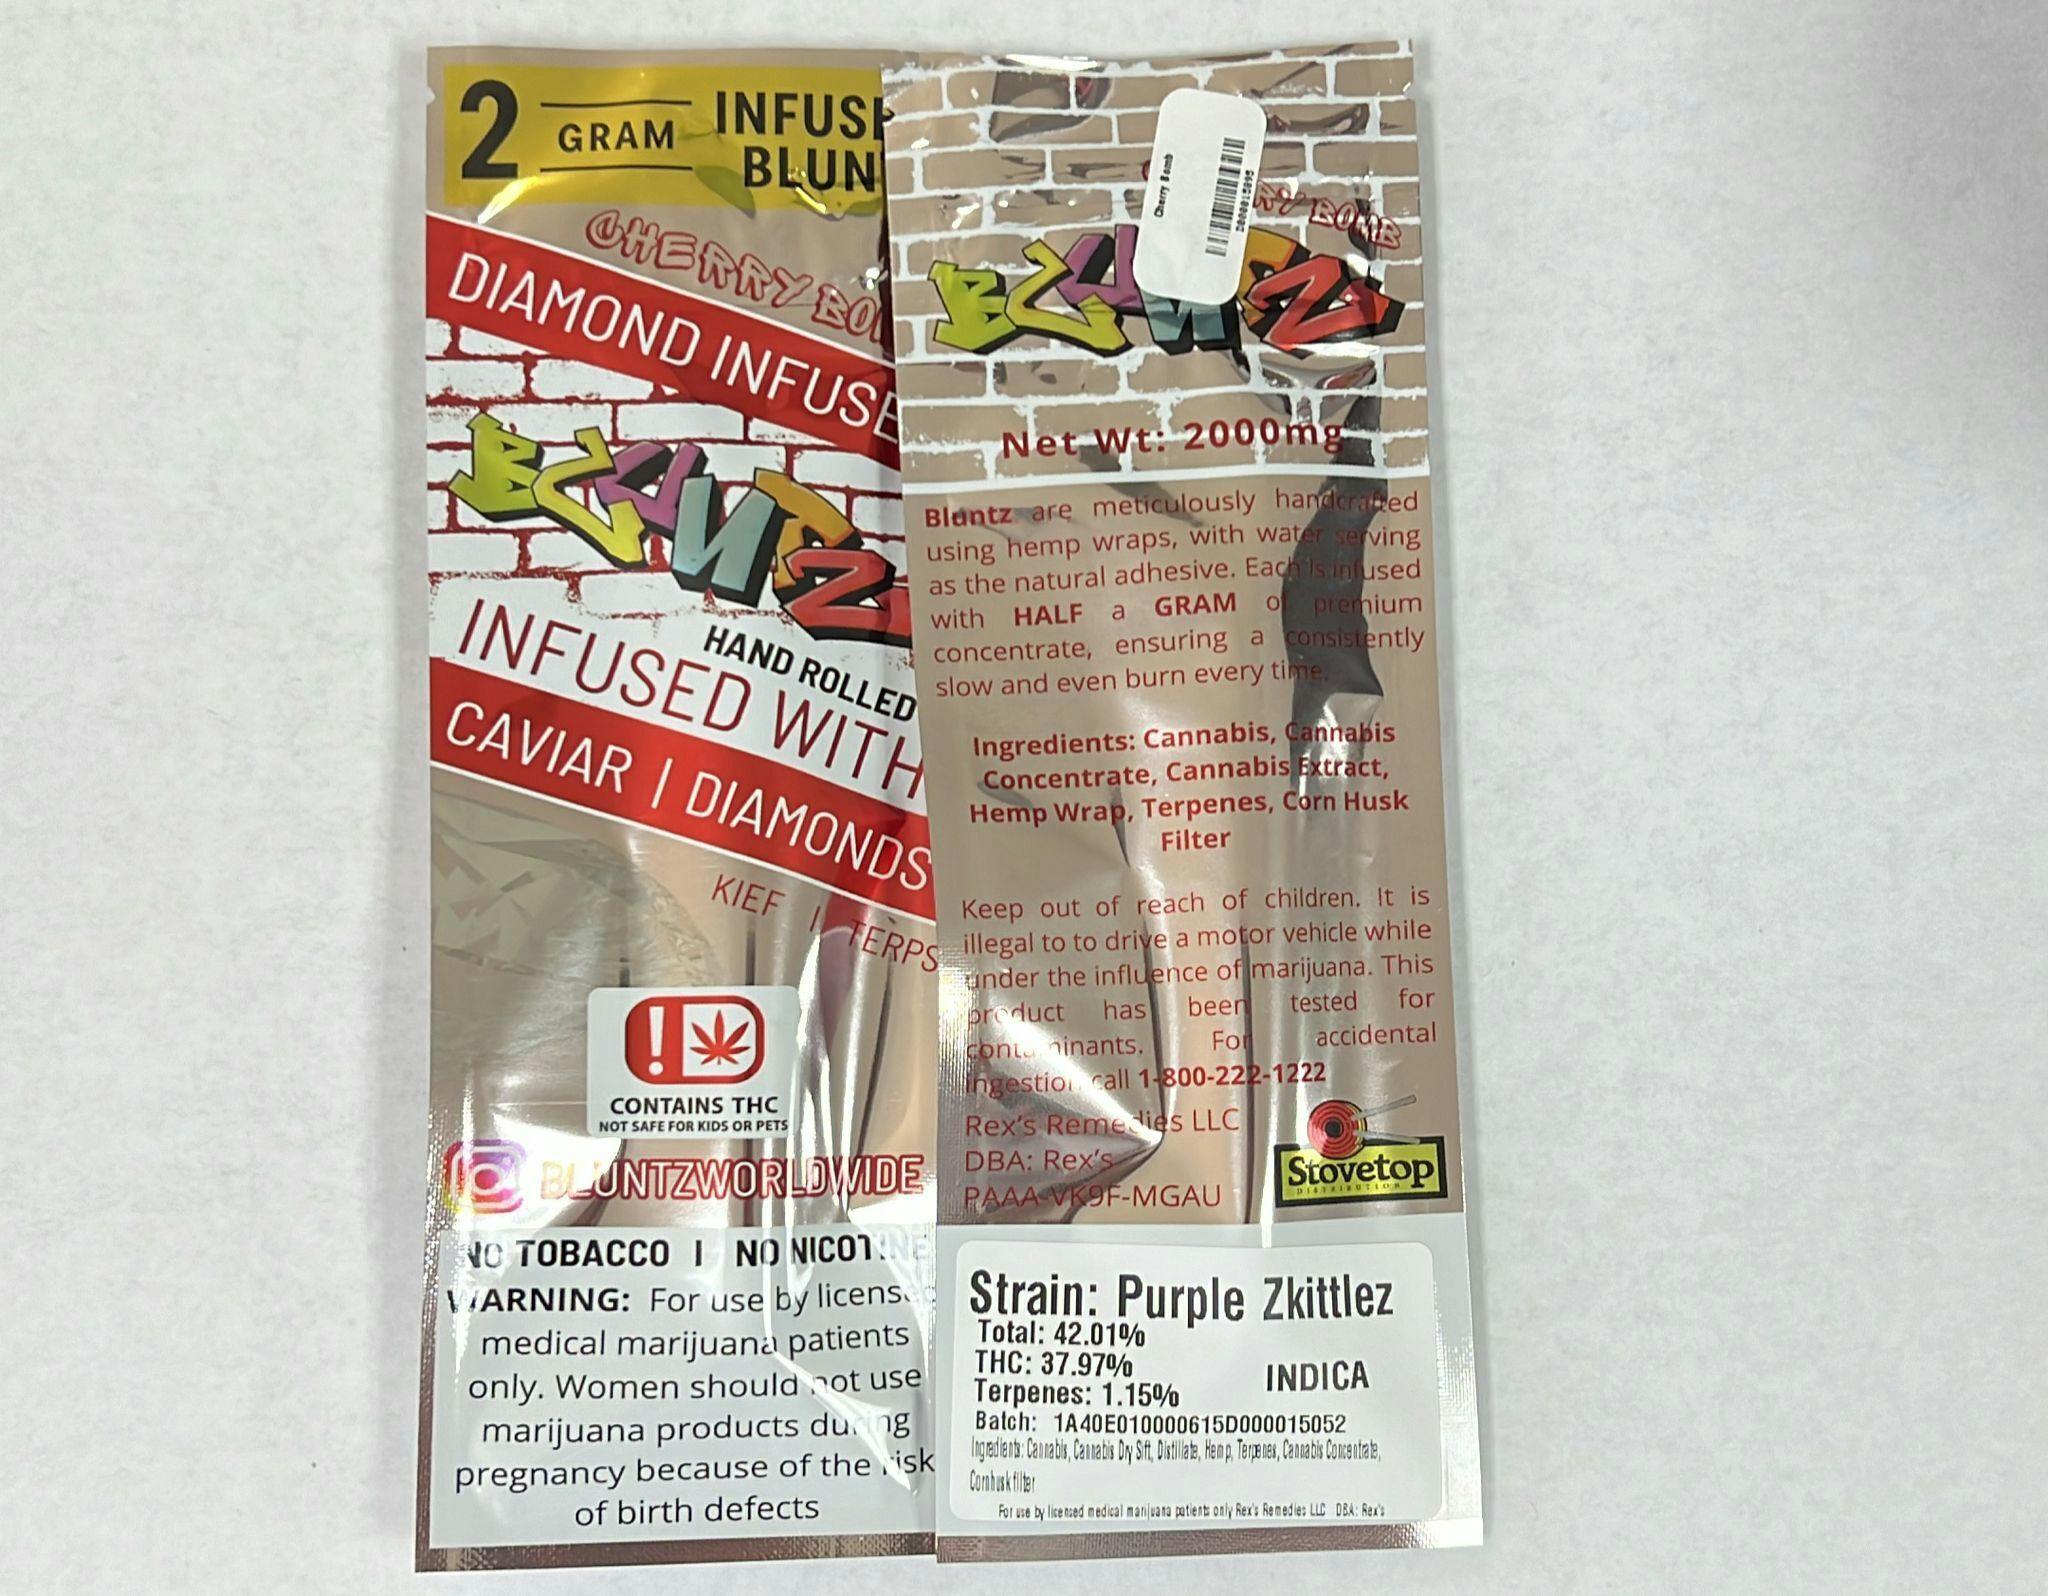 2 GRAM INFUSE
BLUN
CHERRY BOM
DIAMOND INFUSE
BLUNTZ
HAND ROLLED
INFUSED WITH
CAVIAR | DIAMONDS
KIEF | TERPS
CONTAINS THC
NOT SAFE FOR KIDS OR PETS
BLUNTZWORLDWIDE
NO TOBACCO | NO NICOTINE
WARNING: For use by licensed
medical marijuana patients
only. Women should not use
marijuana products during
pregnancy because of the risk
of birth defects
Cherry Bomb
D000015095
RY BOMB
BLUNTZ
Net Wt: 2000mg
Bluntz are meticulously handcrafted
using hemp wraps, with water serving
as the natural adhesive. Each is infused
with HALF a GRAM of premium
concentrate, ensuring a consistently
slow and even burn every time.
Ingredients: Cannabis, Cannabis
Concentrate, Cannabis Extract,
Hemp Wrap, Terpenes, Corn Husk
Filter
Keep out of reach of children. It is
illegal to to drive a motor vehicle while
under the influence of marijuana. This
product has been tested for
contaminants. For accidental
ingestion call 1-800-222-1222
Rex's Remedies LLC
DBA: Rex's
PAAA-VK9F-MGAU
Stovetop
DISTRIBUTION
Strain: Purple Zkittlez
Total: 42.01%
THC: 37.97%
INDICA
Terpenes: 1.15%
Batch: 1A40E010000615D000015052
Ingredients: Cannabis, Cannabis Dry Sift, Distillate, Hemp, Terpenes, Cannabis Concentrate,
Cornhusk filter
For use by licensed medical marijuana patients only Rex's Remedies LLC DBA: Rex's